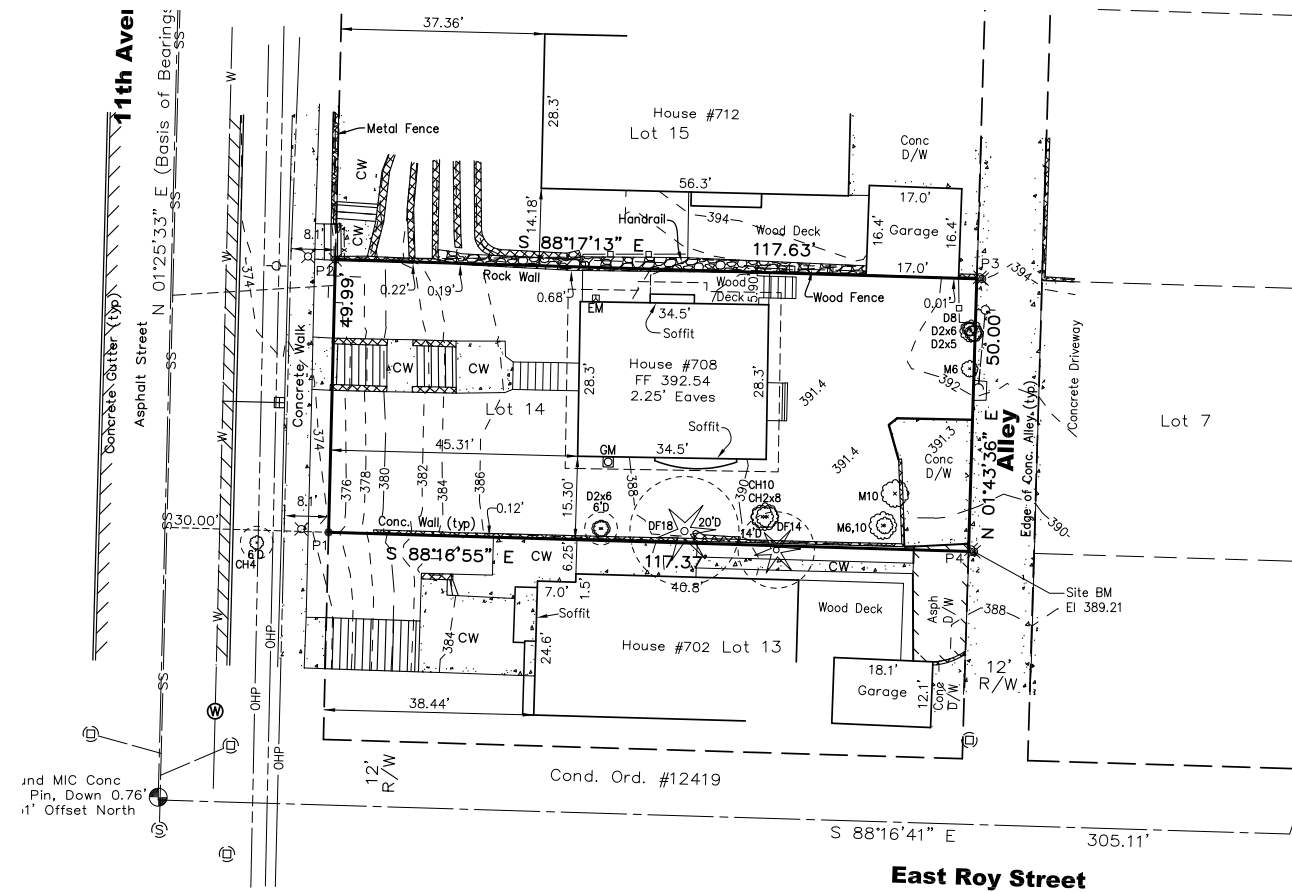 11th Aver
N 01°25'33" E (Basis of Bearings
SS
SS
SS
SS
SS
SS
W
W
W
W
W
37.36'
28.3'
House #712
Lot 15
Metal Fence
CW
CW
Conc
D/W
56.3'
14.18'
Handrail
394
Wood Deck
17.0'
16.4'
Garage
16.4'
17.0'
8.1'
S 88°17'13" E
117.63'
P2
P3
394
374
Rock Wall
0.22'
0.19'
0.68'
Wood
Deck
5.90'
Wood Fence
0.01'
49.99'
EM
34.5'
Soffit
D8
D2x6
D2x5
50.00'
Concrete Gutter (typ)
Asphalt Street
Concrete Walk
CW
CW
House #708
FF 392.54
2.25' Eaves
28.3'
28.3'
M6
392
391.4
Concrete Driveway
Lot 14
Lot 7
374
45.31'
Soffit
34.5'
GM
391.4
391.3
Conc
D/W
N 01°43'36" E
Alley
Edge of Conc. Alley (typ)
376
378
380
382
384
386
388
390
15.30'
D2x6
6'D
CH10
CH2x8
M10
8.1'
30.00'
Conc. Wall (typ)
0.12'
DF18
20'D
14'D
DF14
M6,10
390
P
6'D
CH4
S 88°16'55" E
CW
6.25'
117.37'
CW
P4
Site BM
El 389.21
7.0'
1.5'
40.8'
Soffit
Wood Deck
Asph
D/W
388
384
CW
24.6'
House #702
Lot 13
12'
R/W
OHP
OHP
OHP
OHP
18.1'
Garage
12.1'
Conc
D/W
W
38.44'
12'
R/W
Cond. Ord. #12419
und MIC Conc
Pin, Down 0.76'
1' Offset North
S
S 88°16'41" E
305.11'
East Roy Street